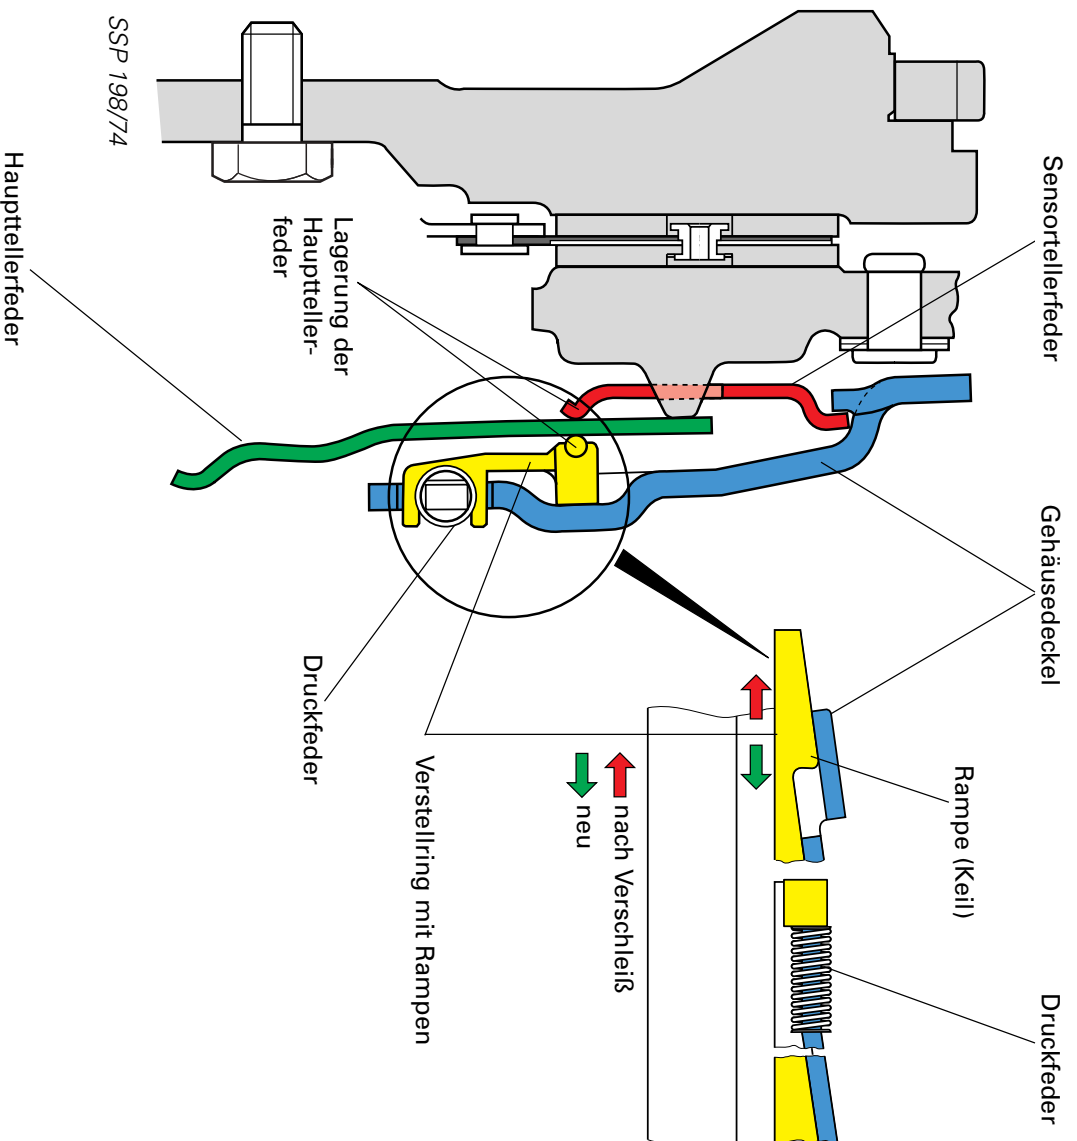 Sensortellerfeder
Gehäusedeckel
Druckfeder
Rampe (Keil)
Lagerung der
Hauptteller-
feder
nach Verschleiß
neu
Verstellring mit Rampen
Druckfeder
SSP 198/74
Haupttellerfeder